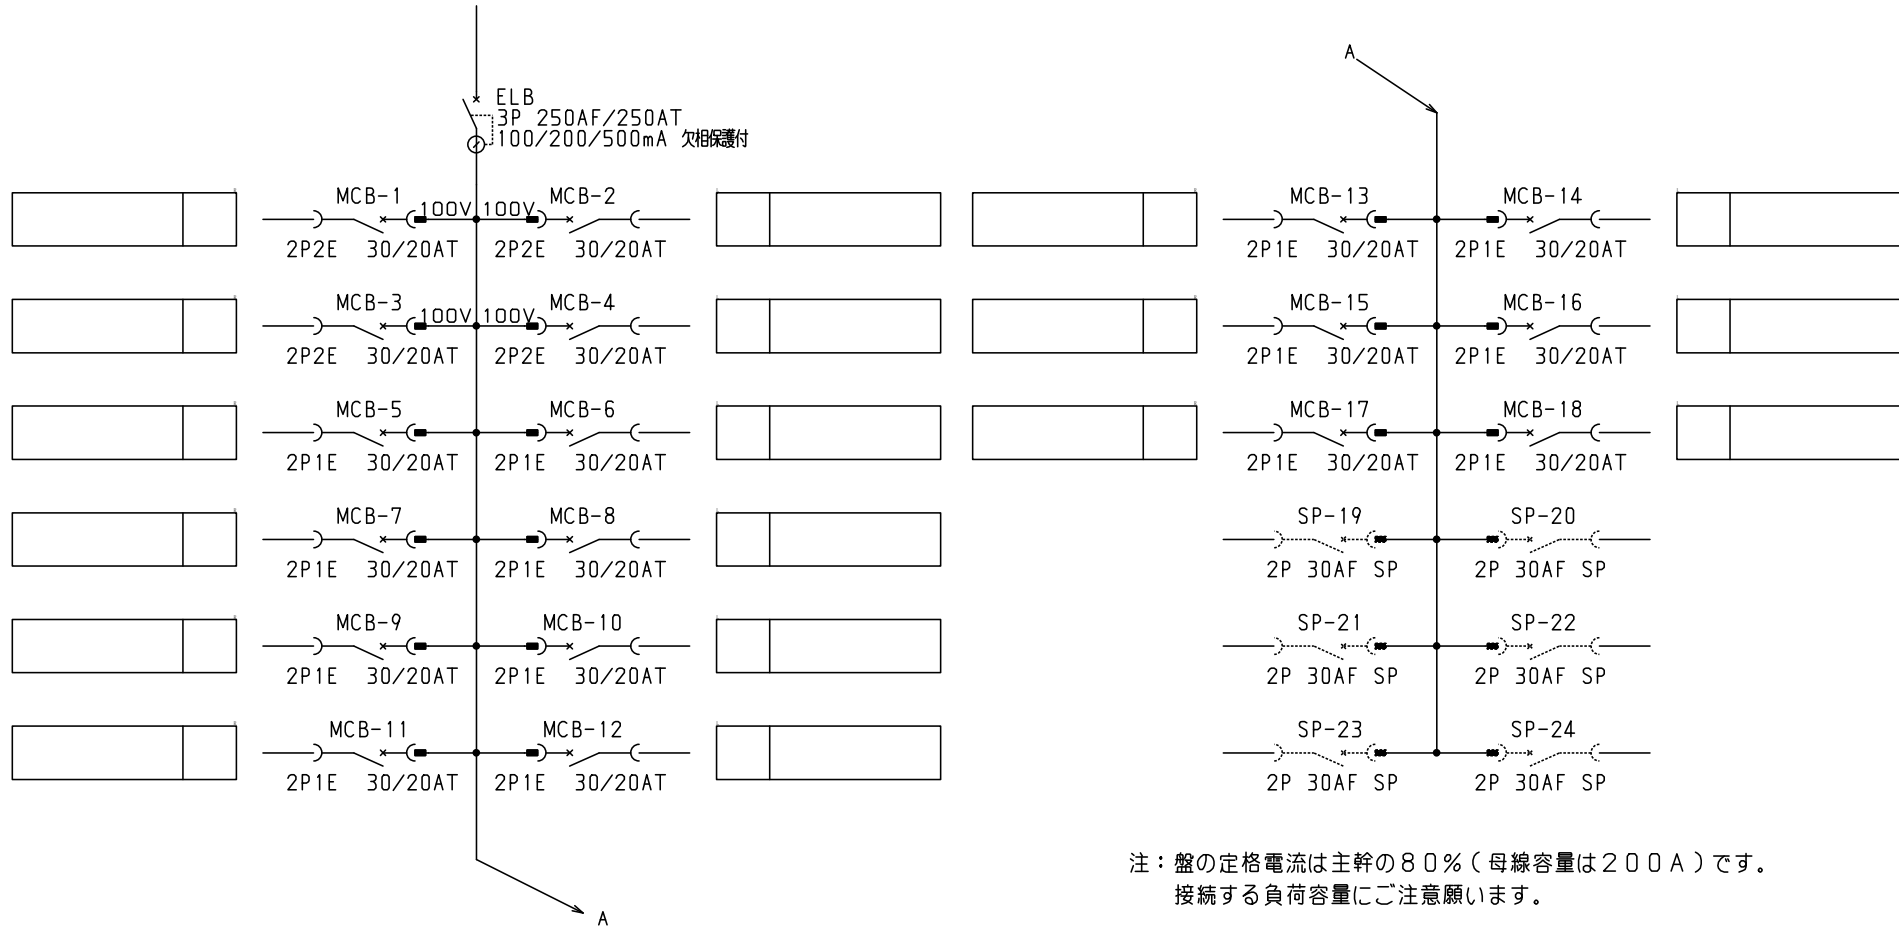 ELB
3P 250AF/250AT
100/200/500mA 欠相保護付
MCB-1 100V 100V MCB-2
2P2E 30/20AT 2P2E 30/20AT
MCB-3 100V 100V MCB-4
2P2E 30/20AT 2P2E 30/20AT
MCB-5 MCB-6
2P1E 30/20AT 2P1E 30/20AT
MCB-7 MCB-8
2P1E 30/20AT 2P1E 30/20AT
MCB-9 MCB-10
2P1E 30/20AT 2P1E 30/20AT
MCB-11 MCB-12
2P1E 30/20AT 2P1E 30/20AT
A
A
MCB-13 MCB-14
2P1E 30/20AT 2P1E 30/20AT
MCB-15 MCB-16
2P1E 30/20AT 2P1E 30/20AT
MCB-17 MCB-18
2P1E 30/20AT 2P1E 30/20AT
SP-19 SP-20
2P 30AF SP 2P 30AF SP
SP-21 SP-22
2P 30AF SP 2P 30AF SP
SP-23 SP-24
2P 30AF SP 2P 30AF SP
注：盤の定格電流は主幹の８０％（母線容量は２００Ａ）です。
接続する負荷容量にご注意願います。